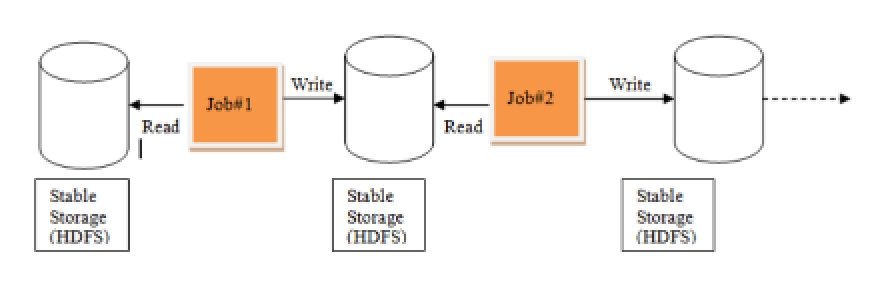 Job#1
Write
Read
Job#2
Write
Read
Stable
Storage
(HDFS)
Stable
Storage
(HDFS)
Stable
Storage
(HDFS)